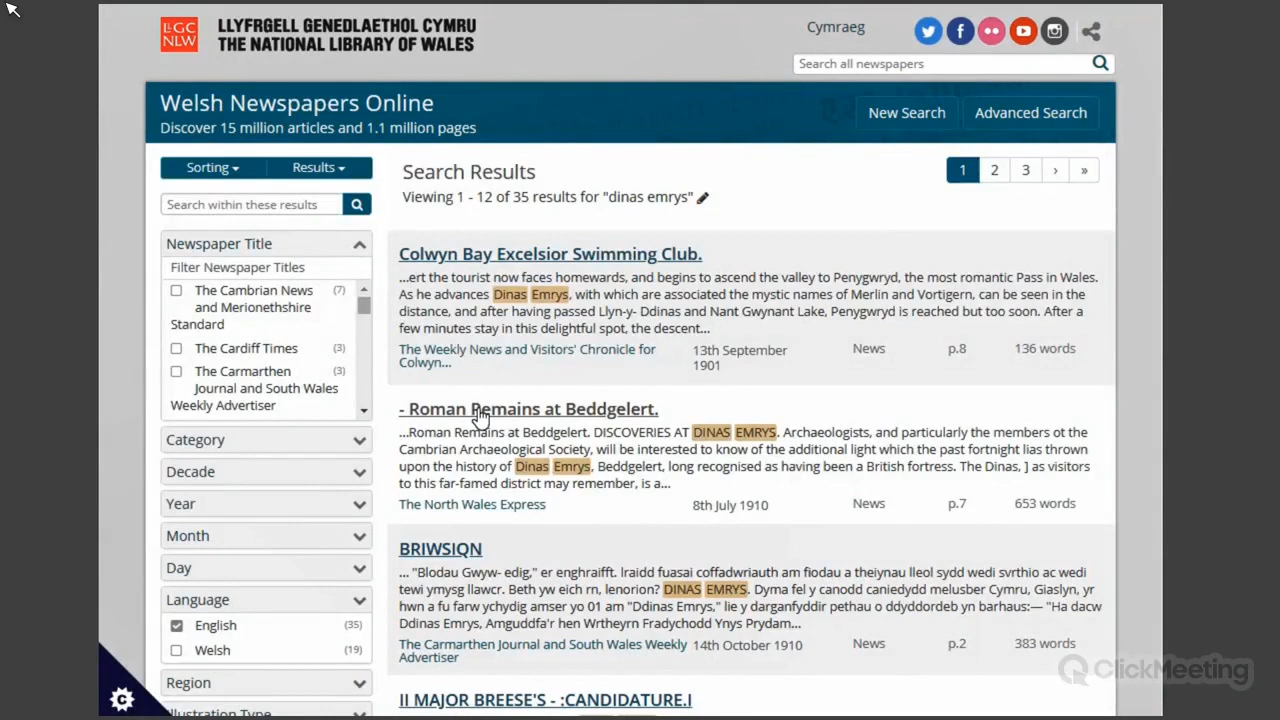 LLYFRGELL GENEDLAETHOL CYMRU
THE NATIONAL LIBRARY OF WALES
LlGC
NLW
Cymraeg
Search all newspapers
Welsh Newspapers Online
Discover 15 million articles and 1.1 million pages
New Search
Advanced Search
Sorting
Results
Search within these results
Newspaper Title
Filter Newspaper Titles
The Cambrian News (7)
and Merionethshire
Standard
The Cardiff Times (3)
The Carmarthen (3)
Journal and South Wales
Weekly Advertiser
Category
Decade
Year
Month
Day
Language
English (35)
Welsh (19)
Region
Illustration Type
Search Results
Viewing 1 - 12 of 35 results for "dinas emrys"
1 2 3 › »
Colwyn Bay Excelsior Swimming Club.
...ert the tourist now faces homewards, and begins to ascend the valley to Penygwryd, the most romantic Pass in Wales.
As he advances Dinas Emrys, with which are associated the mystic names of Merlin and Vortigern, can be seen in the
distance, and after having passed Llyn-y- Ddinas and Nant Gwynant Lake, Penygwryd is reached but too soon. After a
few minutes stay in this delightful spot, the descent...
The Weekly News and Visitors' Chronicle for
Colwyn...
13th September
1901
News
p.8
136 words
- Roman Remains at Beddgelert.
...Roman Remains at Beddgelert. DISCOVERIES AT DINAS EMRYS. Archaeologists, and particularly the members ot the
Cambrian Archaeological Society, will be interested to know of the additional light which the past fortnight lias thrown
upon the history of Dinas Emrys, Beddgelert, long recognised as having been a British fortress. The Dinas, ] as visitors
to this far-famed district may remember, is a...
The North Wales Express
8th July 1910
News
p.7
653 words
BRIWSIQN
... "Blodau Gwyw- edig," er enghraifft. lraidd fuasai coffadwriauth am fiodau a theiynau lleol sydd wedi svrthio ac wedi
tewi ymysg llawcr. Beth yw eich rn, lenorion? DINAS EMRYS. Dyma fel y canodd caniedydd melusber Cymru, Giaslyn, yr
hwn a fu farw ychydig amser yo 01 am "Ddinas Emrys," lie y darganfyddir pethau o ddyddordeb yn barhaus:— "Ha dacw
Ddinas Emrys, Amguddfa'r hen Wrtheyrn Fradychodd Ynys Prydam...
The Carmarthen Journal and South Wales Weekly
Advertiser
14th October 1910
News
p.2
383 words
II MAJOR BREESE'S - :CANDIDATURE.I
ClickMeeting